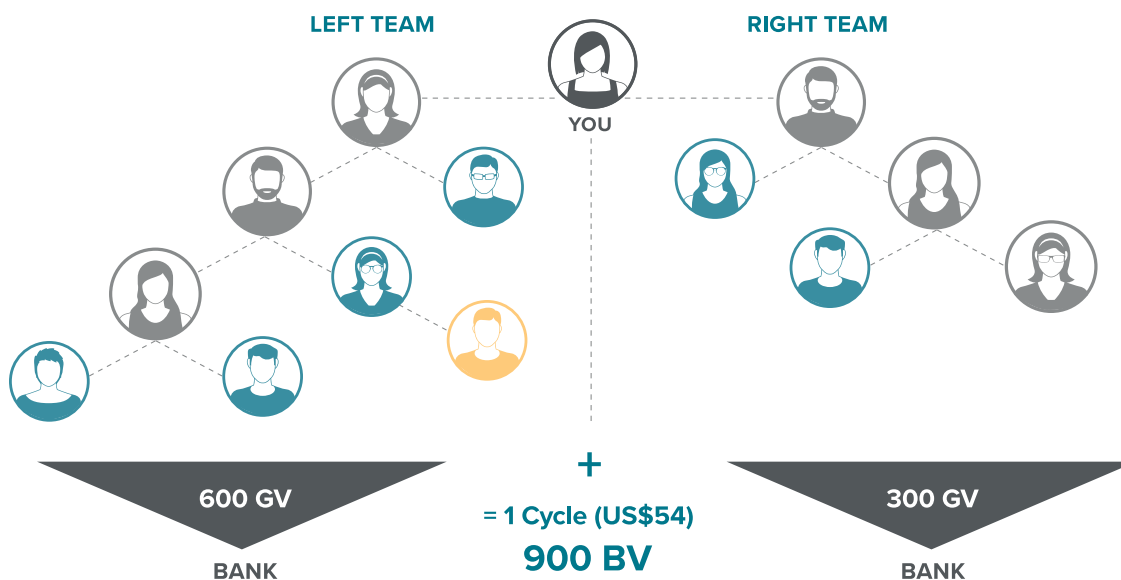 LEFT TEAM
RIGHT TEAM
YOU
600 GV
BANK
+
= 1 Cycle (US$54)
900 BV
300 GV
BANK